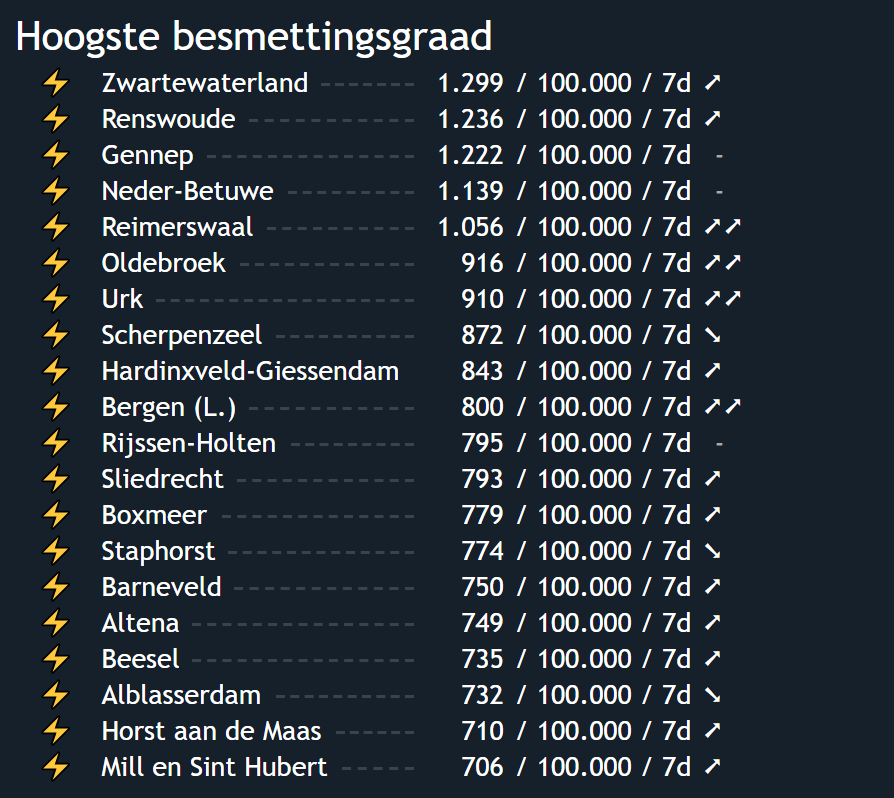 Hoogste besmettingsgraad
⚡ Zwartewaterland ------- 1.299 / 100.000 / 7d ➚
⚡ Renswoude ------------ 1.236 / 100.000 / 7d ➚
⚡ Gennep --------------- 1.222 / 100.000 / 7d -
⚡ Neder-Betuwe --------- 1.139 / 100.000 / 7d -
⚡ Reimerswaal ----------- 1.056 / 100.000 / 7d ➚➚
⚡ Oldebroek ------------- 916 / 100.000 / 7d ➚➚
⚡ Urk ------------------- 910 / 100.000 / 7d ➚➚
⚡ Scherpenzeel ---------- 872 / 100.000 / 7d ➘
⚡ Hardinxveld-Giessendam 843 / 100.000 / 7d ➚
⚡ Bergen (L.) ------------ 800 / 100.000 / 7d ➚➚
⚡ Rijssen-Holten --------- 795 / 100.000 / 7d -
⚡ Sliedrecht ------------- 793 / 100.000 / 7d ➚
⚡ Boxmeer -------------- 779 / 100.000 / 7d ➚
⚡ Staphorst -------------- 774 / 100.000 / 7d ➘
⚡ Barneveld ------------- 750 / 100.000 / 7d ➚
⚡ Altena ---------------- 749 / 100.000 / 7d ➚
⚡ Beesel ---------------- 735 / 100.000 / 7d ➚
⚡ Alblasserdam ---------- 732 / 100.000 / 7d ➘
⚡ Horst aan de Maas ------ 710 / 100.000 / 7d ➚
⚡ Mill en Sint Hubert ----- 706 / 100.000 / 7d ➚